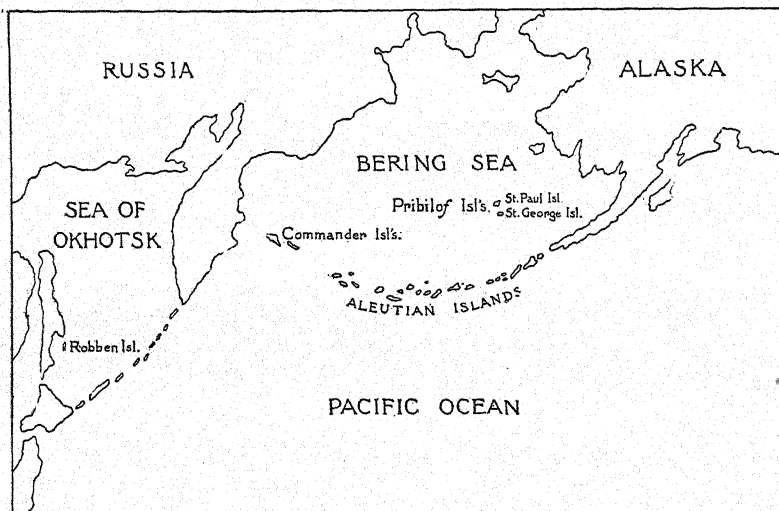 RUSSIA
ALASKA
BERING SEA
Pribilof Isl's.
St. Paul Isl.
St. George Isl.
SEA OF
OKHOTSK
Commander Isl's.
ALEUTIAN ISLANDS
Robben Isl.
PACIFIC OCEAN